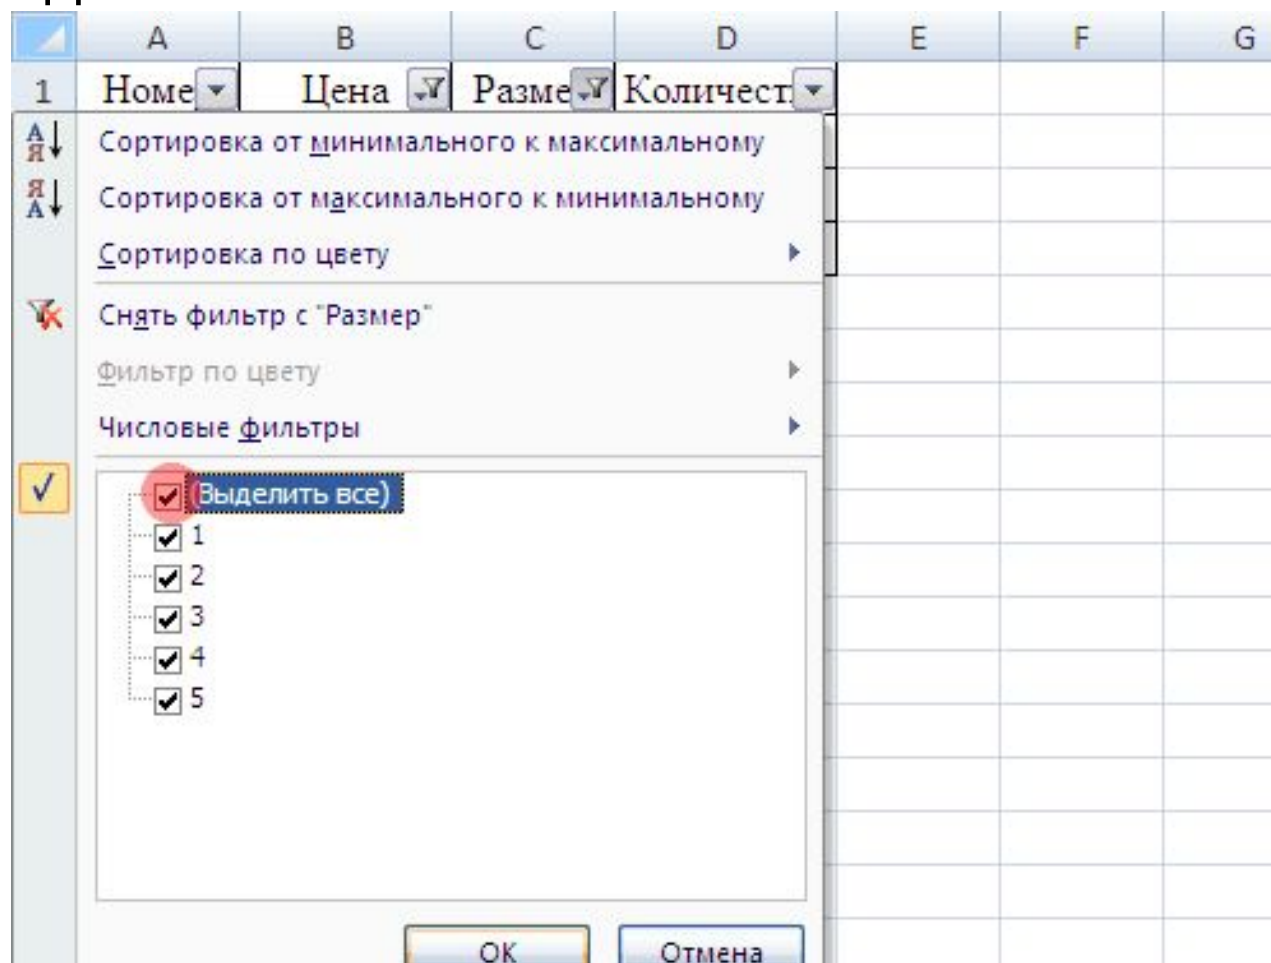 A B C D E F G
1 Номе Цена Разме Количест
Сортировка от минимального к максимальному
Сортировка от максимального к минимальному
Сортировка по цвету
Снять фильтр с "Размер"
Фильтр по цвету
Числовые фильтры
(Выделить все)
1
2
3
4
5
ОК Отмена